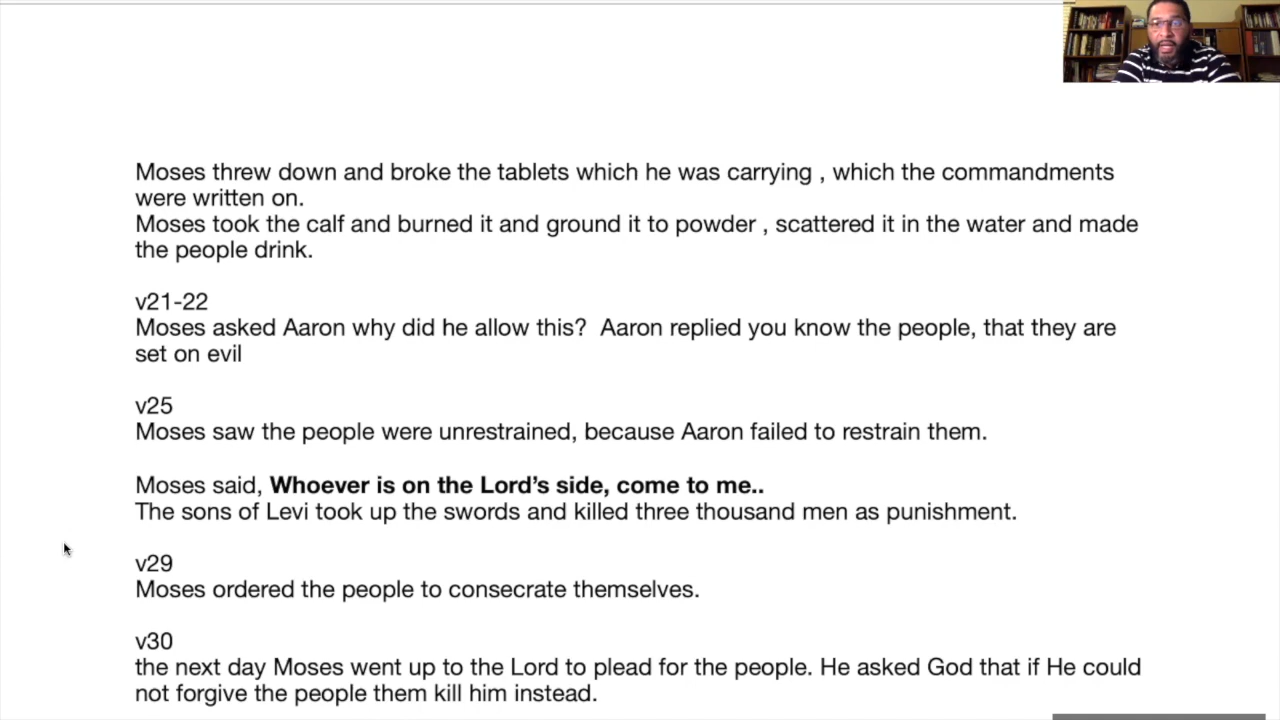 Moses threw down and broke the tablets which he was carrying , which the commandments
were written on.
Moses took the calf and burned it and ground it to powder , scattered it in the water and made
the people drink.
v21-22
Moses asked Aaron why did he allow this?  Aaron replied you know the people, that they are
set on evil
v25
Moses saw the people were unrestrained, because Aaron failed to restrain them.
Moses said, Whoever is on the Lord’s side, come to me..
The sons of Levi took up the swords and killed three thousand men as punishment.
v29
Moses ordered the people to consecrate themselves.
v30
the next day Moses went up to the Lord to plead for the people. He asked God that if He could
not forgive the people them kill him instead.